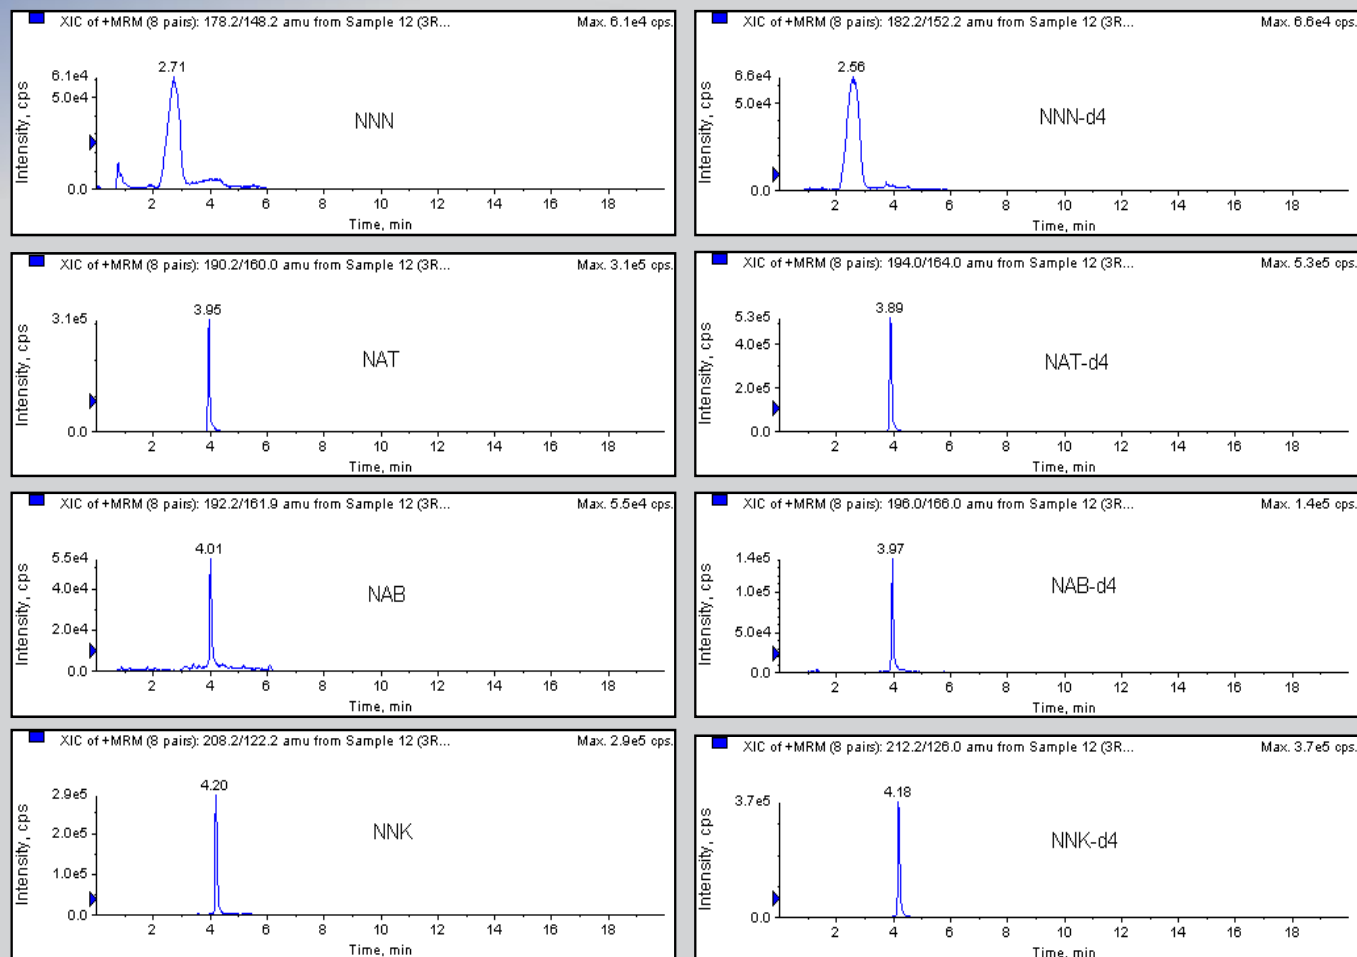 XIC of +MRM (8 pairs): 178.2/148.2 amu from Sample 12 (3R... Max. 6.1e4 cps.
2.71
6.1e4
5.0e4
0.0
Intensity, cps
NNN
2 4 6 8 10 12 14 16 18
Time, min
XIC of +MRM (8 pairs): 182.2/152.2 amu from Sample 12 (3R... Max. 6.6e4 cps.
2.56
6.6e4
5.0e4
0.0
Intensity, cps
NNN-d4
2 4 6 8 10 12 14 16 18
Time, min
XIC of +MRM (8 pairs): 190.2/160.0 amu from Sample 12 (3R... Max. 3.1e5 cps.
3.95
3.1e5
0.0
Intensity, cps
NAT
2 4 6 8 10 12 14 16 18
Time, min
XIC of +MRM (8 pairs): 194.0/164.0 amu from Sample 12 (3R... Max. 5.3e5 cps.
3.89
5.3e5
4.0e5
2.0e5
0.0
Intensity, cps
NAT-d4
2 4 6 8 10 12 14 16 18
Time, min
XIC of +MRM (8 pairs): 192.2/161.9 amu from Sample 12 (3R... Max. 5.5e4 cps.
4.01
5.5e4
4.0e4
2.0e4
0.0
Intensity, cps
NAB
2 4 6 8 10 12 14 16 18
Time, min
XIC of +MRM (8 pairs): 196.0/166.0 amu from Sample 12 (3R... Max. 1.4e5 cps.
3.97
1.4e5
1.0e5
5.0e4
0.0
Intensity, cps
NAB-d4
2 4 6 8 10 12 14 16 18
Time, min
XIC of +MRM (8 pairs): 208.2/122.2 amu from Sample 12 (3R... Max. 2.9e5 cps.
4.20
2.9e5
2.0e5
1.0e5
0.0
Intensity, cps
NNK
2 4 6 8 10 12 14 16 18
Time, min
XIC of +MRM (8 pairs): 212.2/126.0 amu from Sample 12 (3R... Max. 3.7e5 cps.
4.18
3.7e5
0.0
Intensity, cps
NNK-d4
2 4 6 8 10 12 14 16 18
Time, min